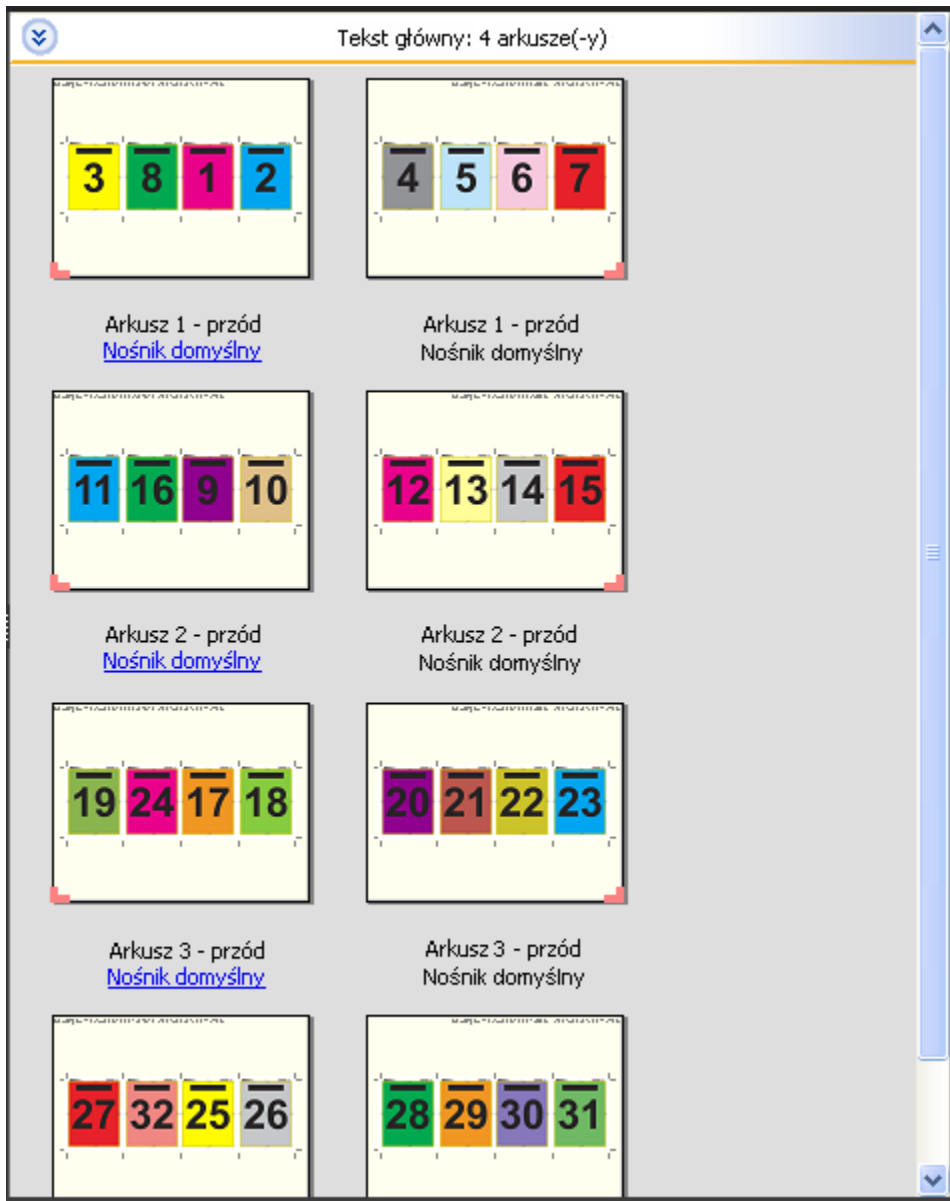 Tekst główny: 4 arkusze(-y)
3 8 1 2
4 5 6 7
Arkusz 1 - przód
Nośnik domyślny
Arkusz 1 - przód
Nośnik domyślny
11 16 9 10
12 13 14 15
Arkusz 2 - przód
Nośnik domyślny
Arkusz 2 - przód
Nośnik domyślny
19 24 17 18
20 21 22 23
Arkusz 3 - przód
Nośnik domyślny
Arkusz 3 - przód
Nośnik domyślny
27 32 25 26
28 29 30 31